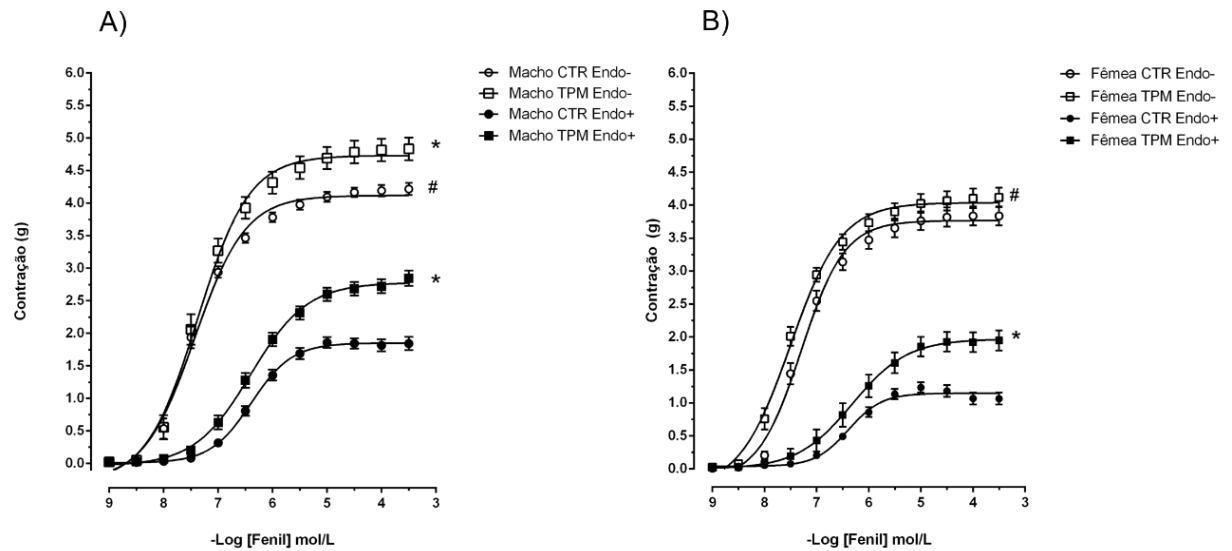 A)
Contração (g)
6.0
5.5
5.0
4.5
4.0
3.5
3.0
2.5
2.0
1.5
1.0
0.5
0.0
9 8 7 6 5 4 3
-Log [Fenil] mol/L
Macho CTR Endo-
Macho TPM Endo-
Macho CTR Endo+
Macho TPM Endo+
*
#
*
B)
Contração (g)
6.0
5.5
5.0
4.5
4.0
3.5
3.0
2.5
2.0
1.5
1.0
0.5
0.0
9 8 7 6 5 4 3
-Log [Fenil] mol/L
Fêmea CTR Endo-
Fêmea TPM Endo-
Fêmea CTR Endo+
Fêmea TPM Endo+
#
*